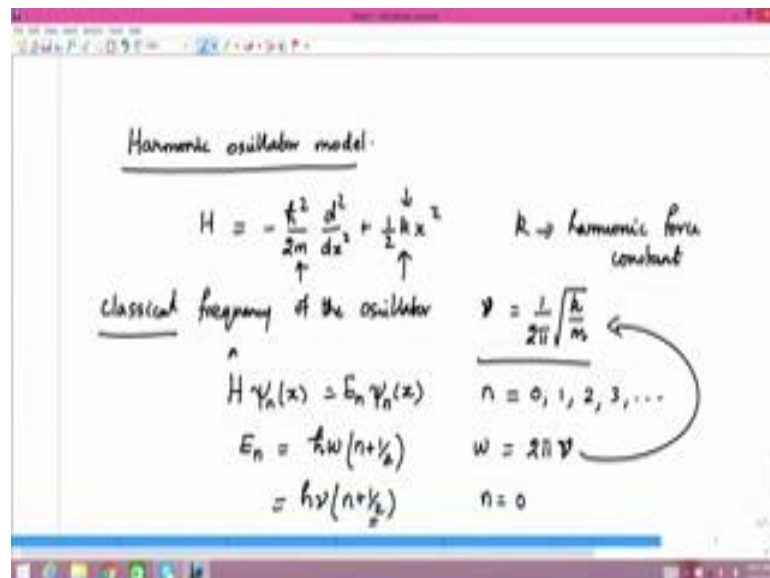 Harmonic oscillator model.
H = - ħ²/2m d²/dx² + 1/2 k x²    k → harmonic force constant
classical frequency of the oscillator    ν = 1/2π √(k/m)
Ĥ ψₙ(x) = Eₙ ψₙ(x)    n = 0, 1, 2, 3, ...
Eₙ = ħω(n+1/2)    ω = 2πν
= hν(n+1/2)    n = 0